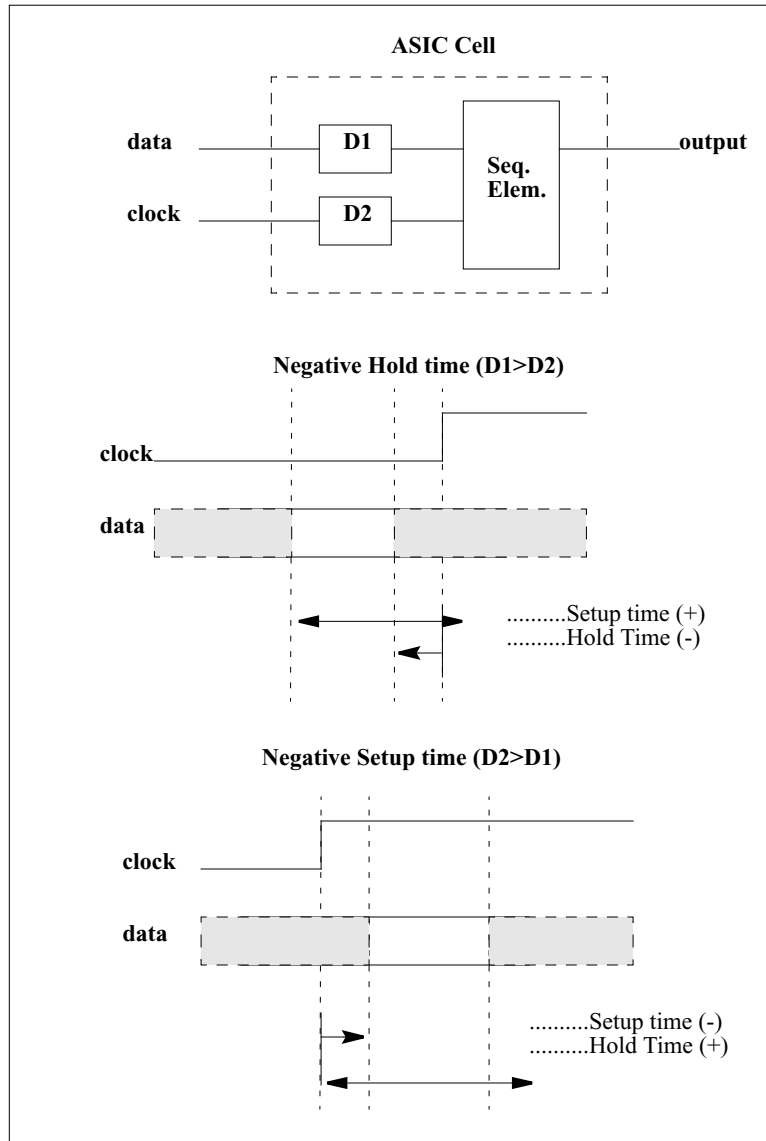 ASIC Cell
data
D1
Seq.
Elem.
output
clock
D2
Negative Hold time (D1>D2)
clock
data
..........Setup time (+)
..........Hold Time (-)
Negative Setup time (D2>D1)
clock
data
..........Setup time (-)
..........Hold Time (+)